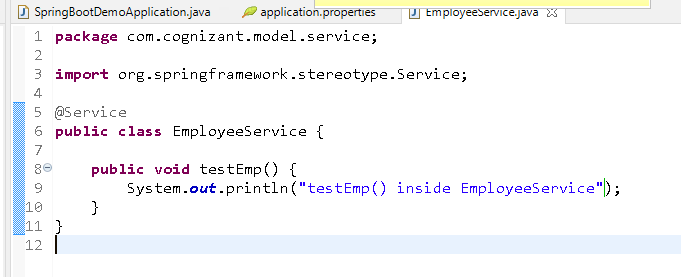 SpringBootDemoApplication.java application.properties EmployeeService.java
1 package com.cognizant.model.service;
2
3 import org.springframework.stereotype.Service;
4
5 @Service
6 public class EmployeeService {
7
8 public void testEmp() {
9 System.out.println("testEmp() inside EmployeeService");
10 }
11 }
12